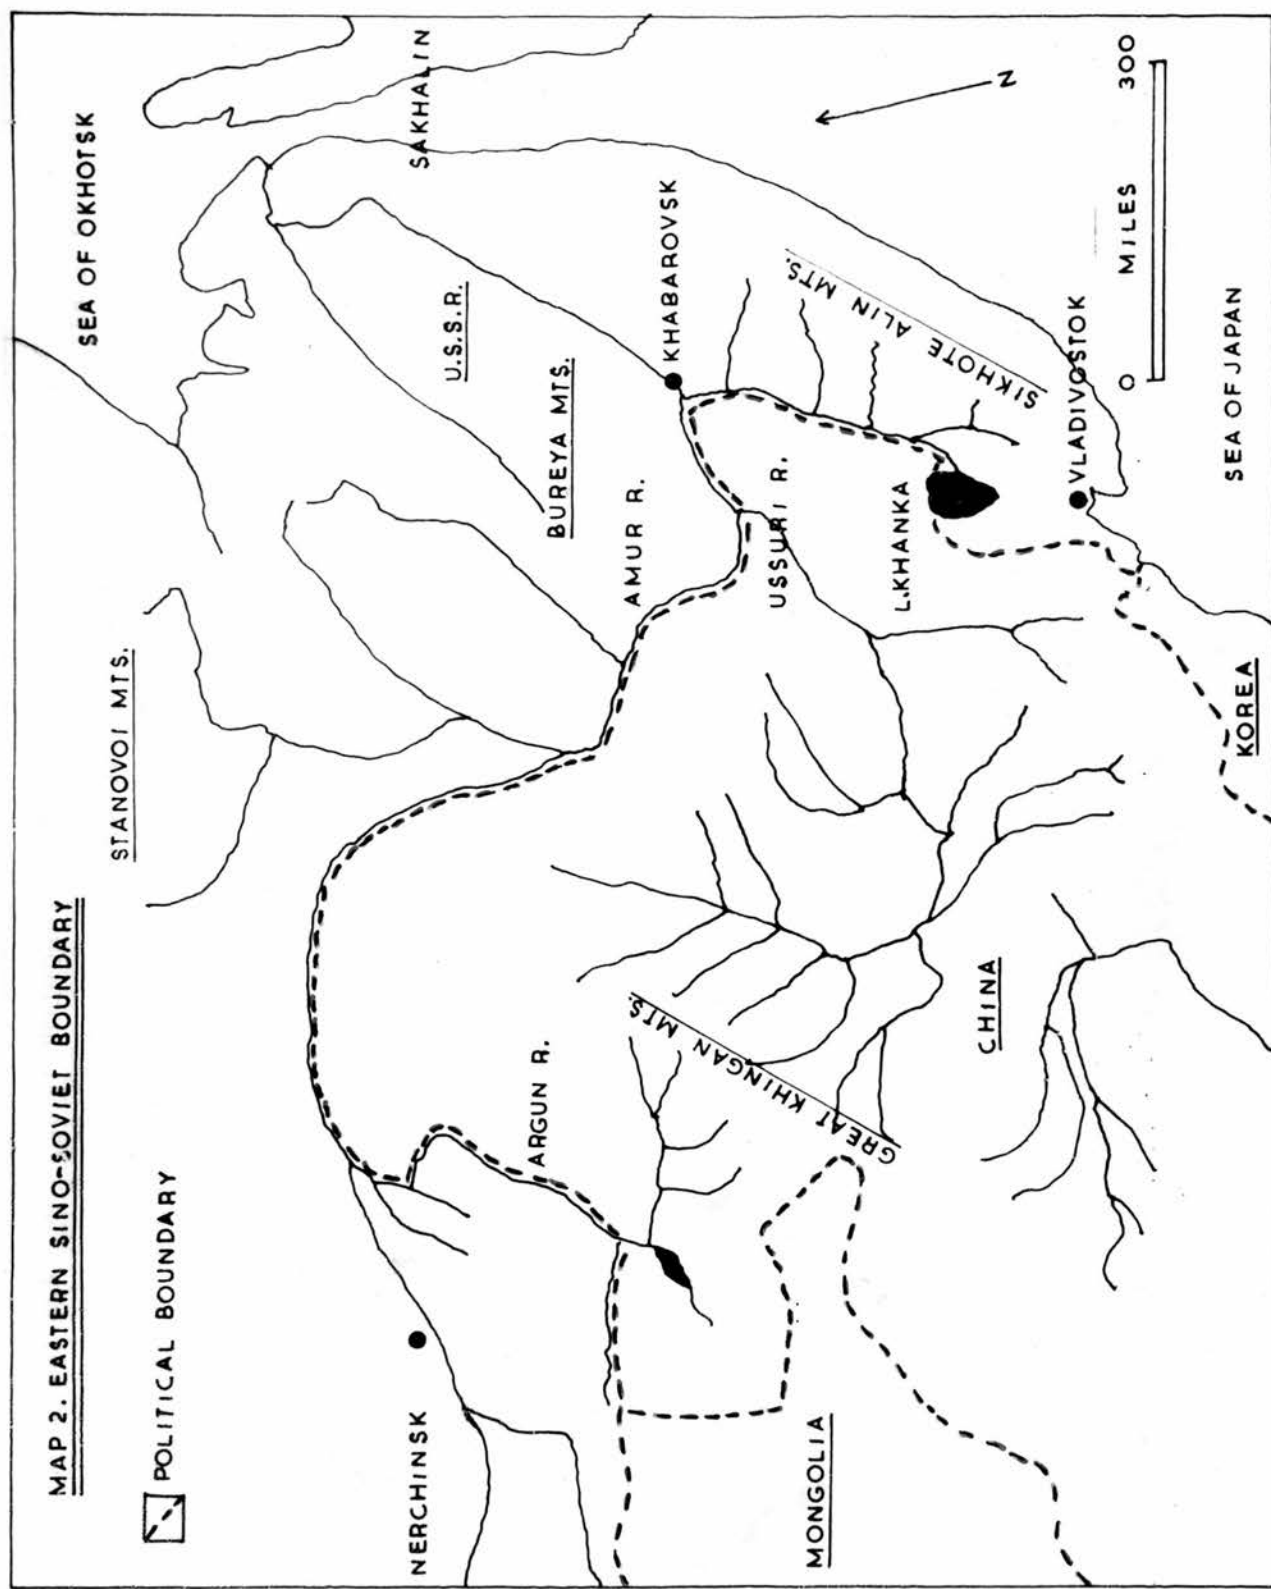 MAP 2. EASTERN SINO-SOVIET BOUNDARY
POLITICAL BOUNDARY
STANOVOI MTS.
SEA OF OKHOTSK
SAKHALIN
U.S.S.R.
BUREYA MTS.
NERCHINSK
ARGUN R.
AMUR R.
KHABAROVSK
USSURI R.
SIKHOTE ALIN MTS.
GREAT KHINGAN MTS.
L.KHANKA
MONGOLIA
CHINA
VLADIVOSTOK
KOREA
SEA OF JAPAN
N
0 MILES 300